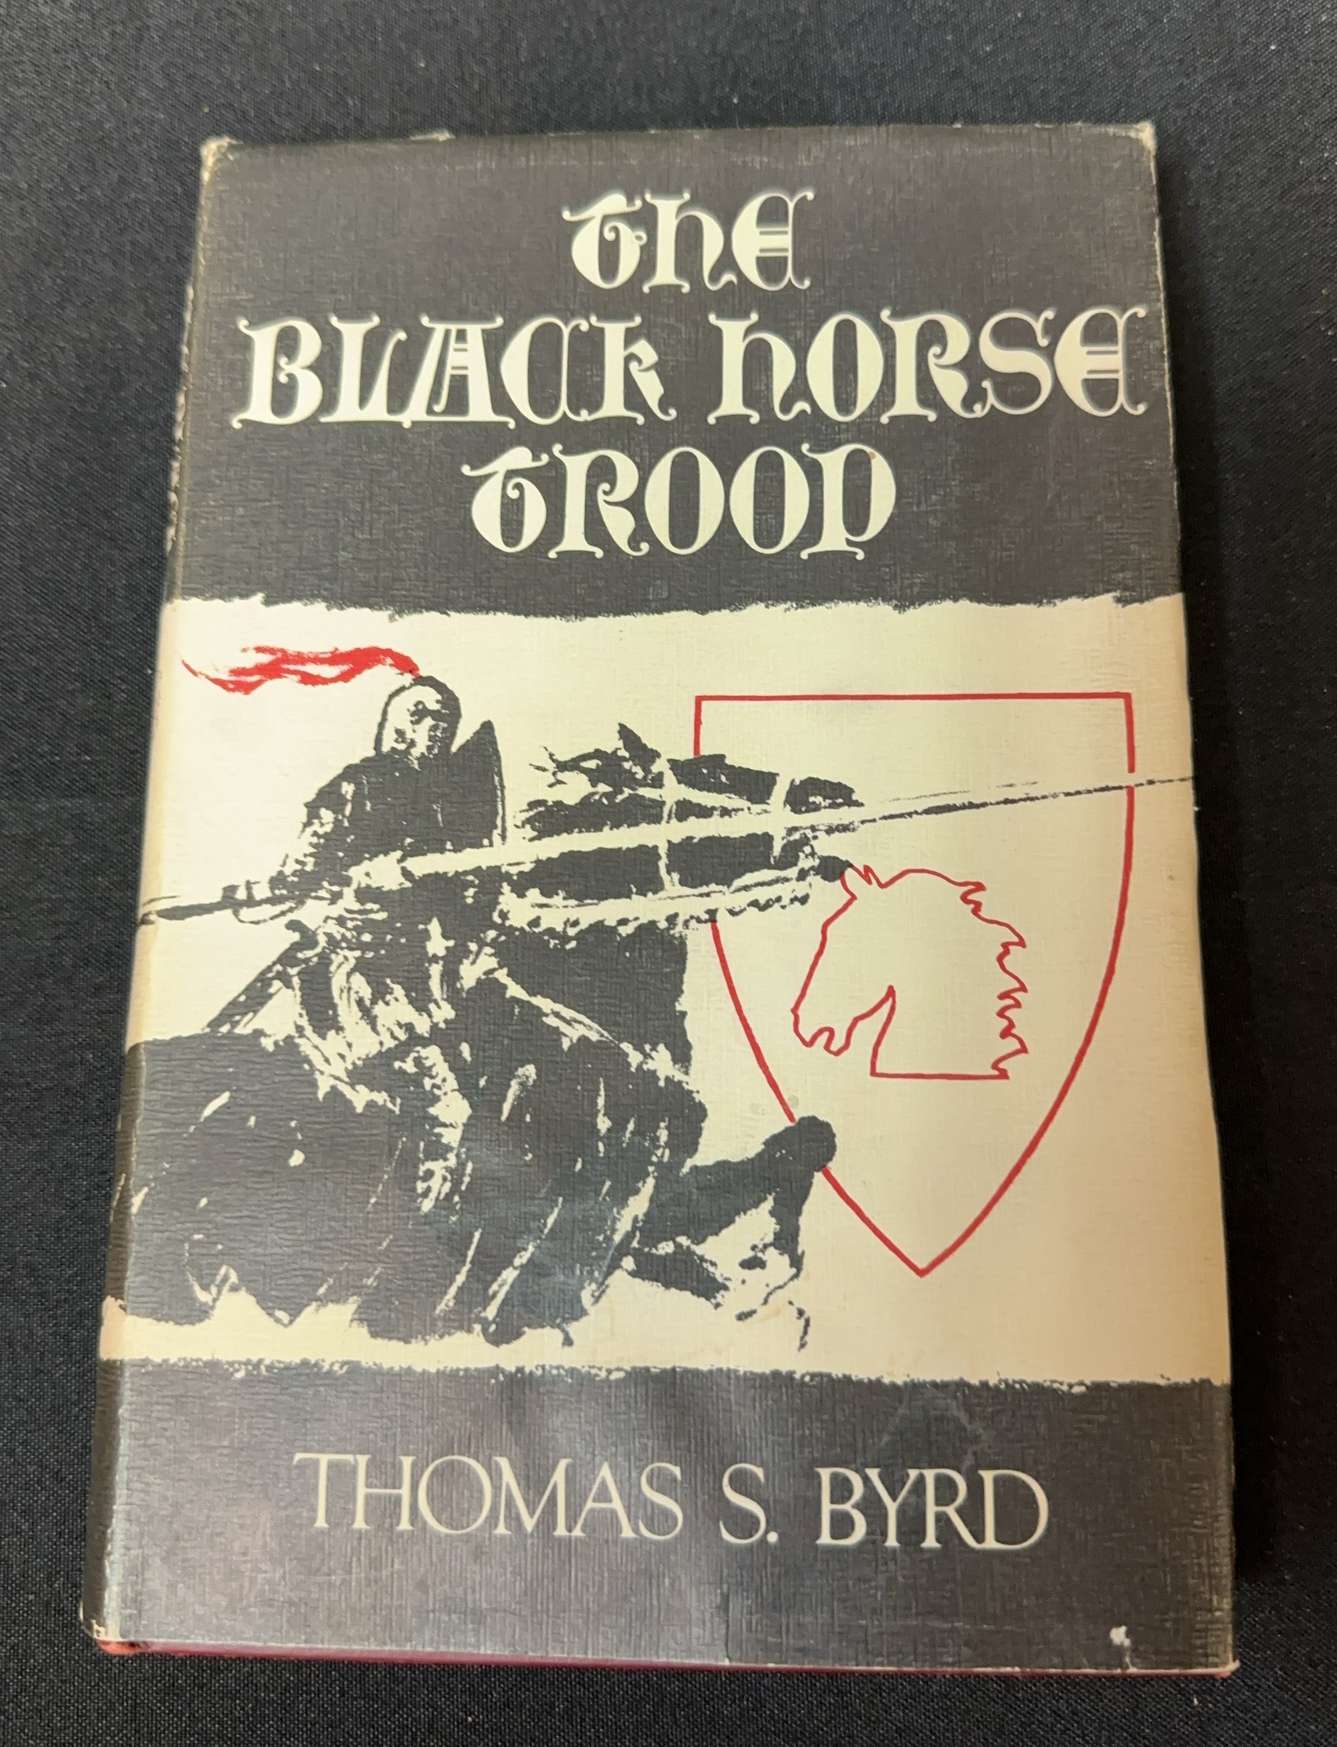 THE
BLACK HORSE
TROOP
THOMAS S. BYRD